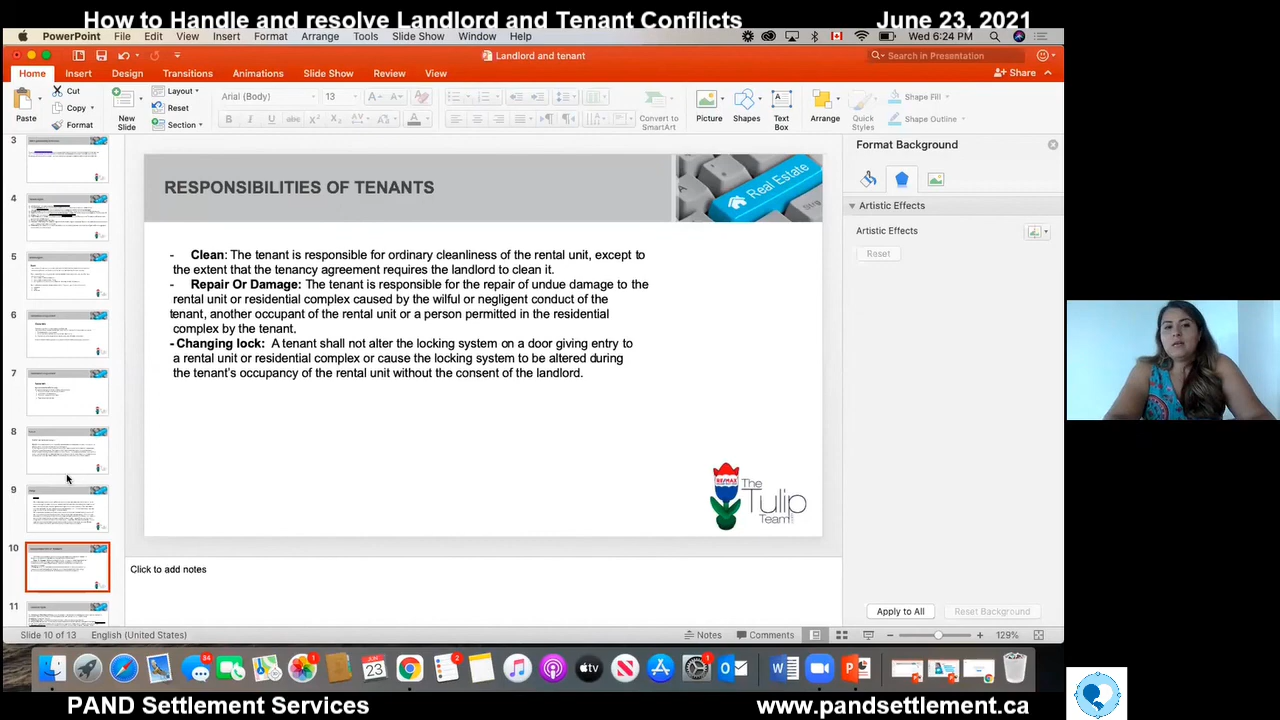 How to Handle and resolve Landlord and Tenant Conflicts June 23, 2021
PowerPoint File Edit View Insert Format Arrange Tools Slide Show Window Help Wed 6:24 PM
Landlord and tenant Search in Presentation
Home Insert Design Transitions Animations Slide Show Review View Share
Paste Cut Copy Format New Slide Layout Reset Section Arial (Body) 13 Convert to SmartArt Picture Shapes Text Box Arrange Quick Styles Shape Fill Shape Outline
Format Background
Artistic Effects
Artistic Effects
Reset
3
4
5
6
7
8
9
10
11
RESPONSIBILITIES OF TENANTS
Real Estate
- Clean: The tenant is responsible for ordinary cleanliness of the rental unit, except to
the extent the tenancy agreement requires the landlord to clean it.
- Repair Or Damage: The tenant is responsible for the repair of undue damage to the
rental unit or residential complex caused by the wilful or negligent conduct of the
tenant, another occupant of the rental unit or a person permitted in the residential
complex by the tenant.
- Changing lock: A tenant shall not alter the locking system on a door giving entry to
a rental unit or residential complex or cause the locking system to be altered during
the tenant's occupancy of the rental unit without the consent of the landlord.
RE/MAX
The
Tulip
Team
Click to add notes
Apply to All Reset Background
Slide 10 of 13 English (United States) Notes Comments 129%
PAND Settlement Services www.pandsettlement.ca